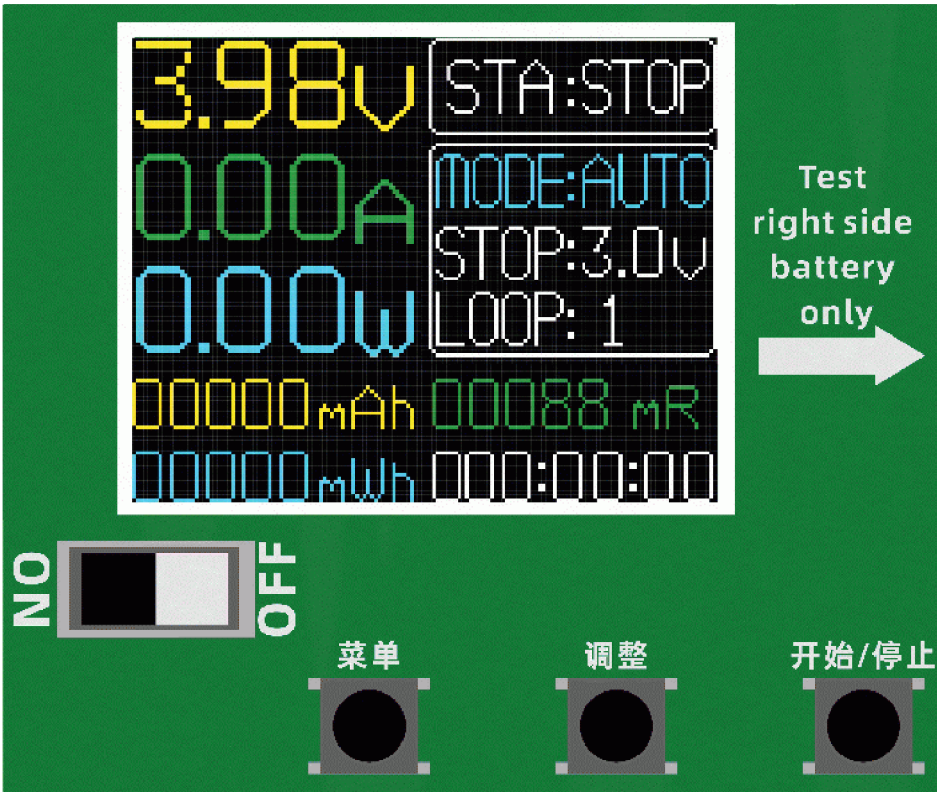 3.98V
STA:STOP
0.00A
MODE:AUTO
STOP:3.0V
0.00W
LOOP: 1
00000mAh
00088 mR
00000mWh
000:00:00
Test
right side
battery
only
NO
OFF
菜单
调整
开始/停止